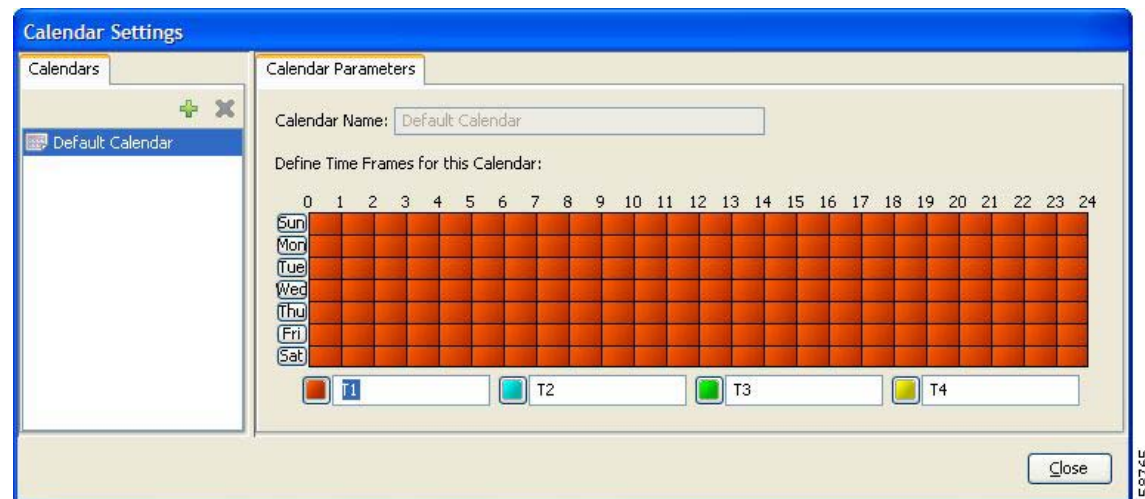 Calendar Settings
Calendars
Default Calendar
Calendar Parameters
Calendar Name: Default Calendar
Define Time Frames for this Calendar:
0 1 2 3 4 5 6 7 8 9 10 11 12 13 14 15 16 17 18 19 20 21 22 23 24
Sun
Mon
Tue
Wed
Thu
Fri
Sat
T1 T2 T3 T4
Close